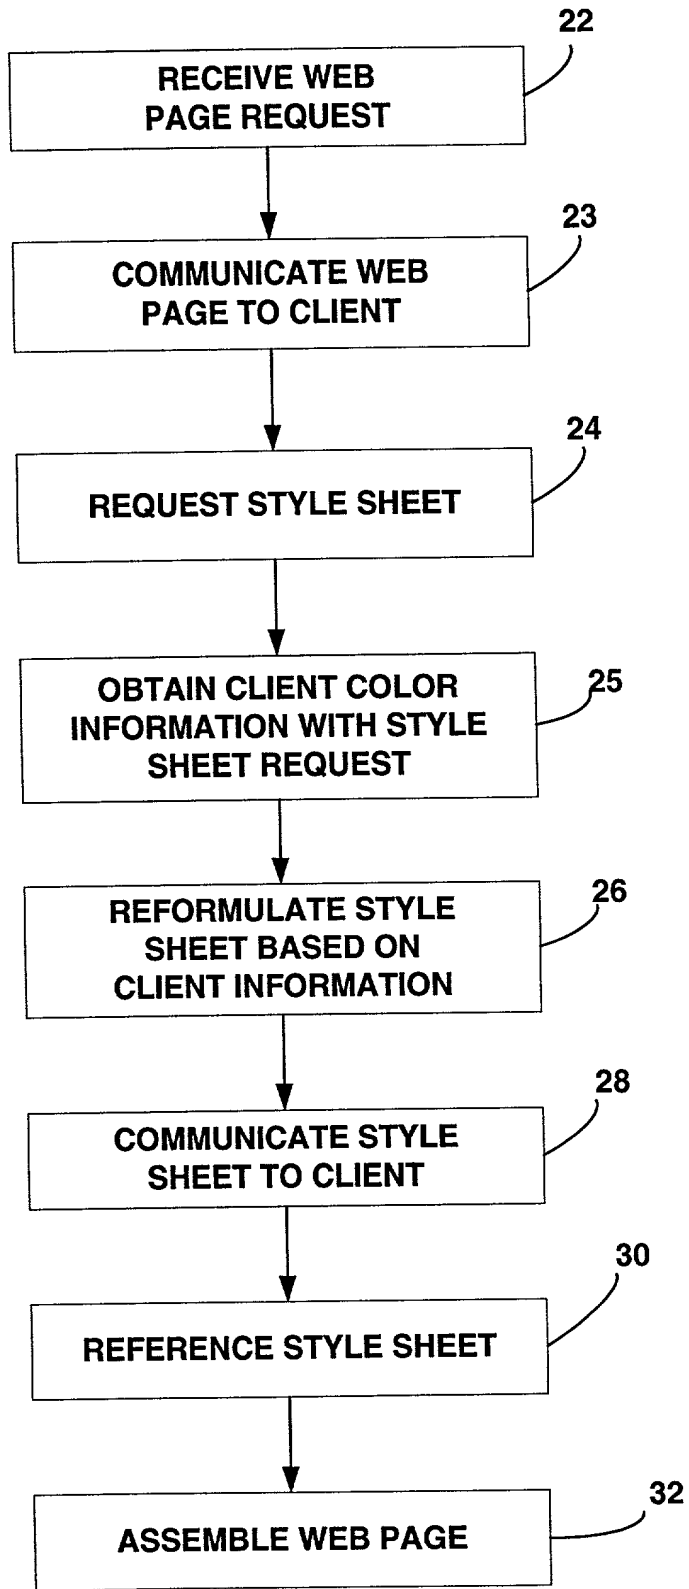 22
RECEIVE WEB
PAGE REQUEST
23
COMMUNICATE WEB
PAGE TO CLIENT
24
REQUEST STYLE SHEET
25
OBTAIN CLIENT COLOR
INFORMATION WITH STYLE
SHEET REQUEST
26
REFORMULATE STYLE
SHEET BASED ON
CLIENT INFORMATION
28
COMMUNICATE STYLE
SHEET TO CLIENT
30
REFERENCE STYLE SHEET
32
ASSEMBLE WEB PAGE